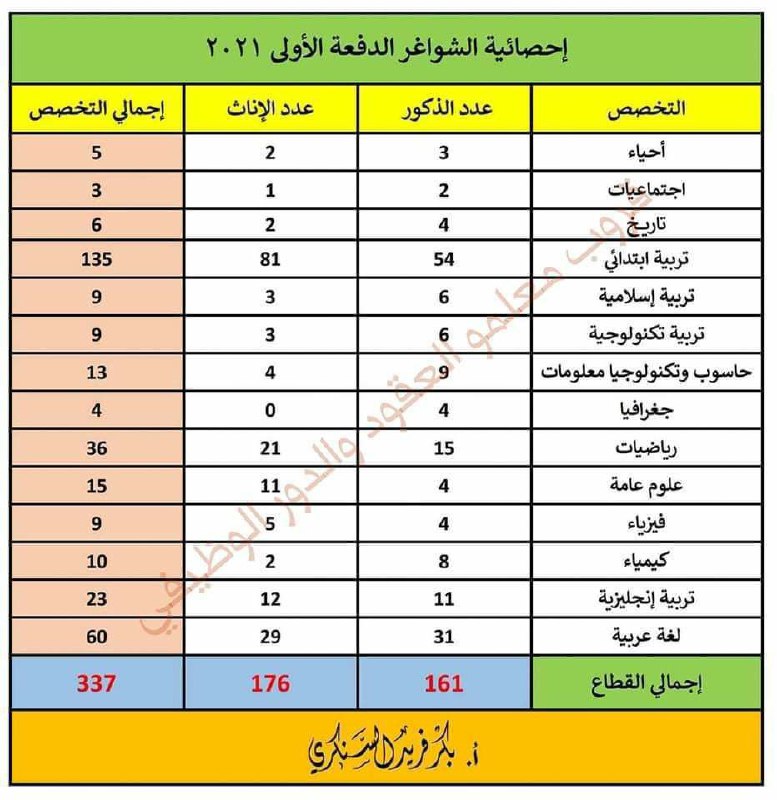 إحصائية الشواغر الدفعة الأولى ٢٠٢١
التخصص عدد الذكور عدد الإناث إجمالي التخصص
أحياء 3 2 5
اجتماعيات 2 1 3
تاريخ 4 2 6
تربية ابتدائي 54 81 135
تربية إسلامية 6 3 9
تربية تكنولوجية 6 3 9
حاسوب وتكنولوجيا معلومات 9 4 13
جغرافيا 4 0 4
رياضيات 15 21 36
علوم عامة 4 11 15
فيزياء 4 5 9
كيمياء 8 2 10
تربية إنجليزية 11 12 23
لغة عربية 31 29 60
إجمالي القطاع 161 176 337
أ. بكر فريد السنكري
كروب معلمو العقود والدور الوظيفي